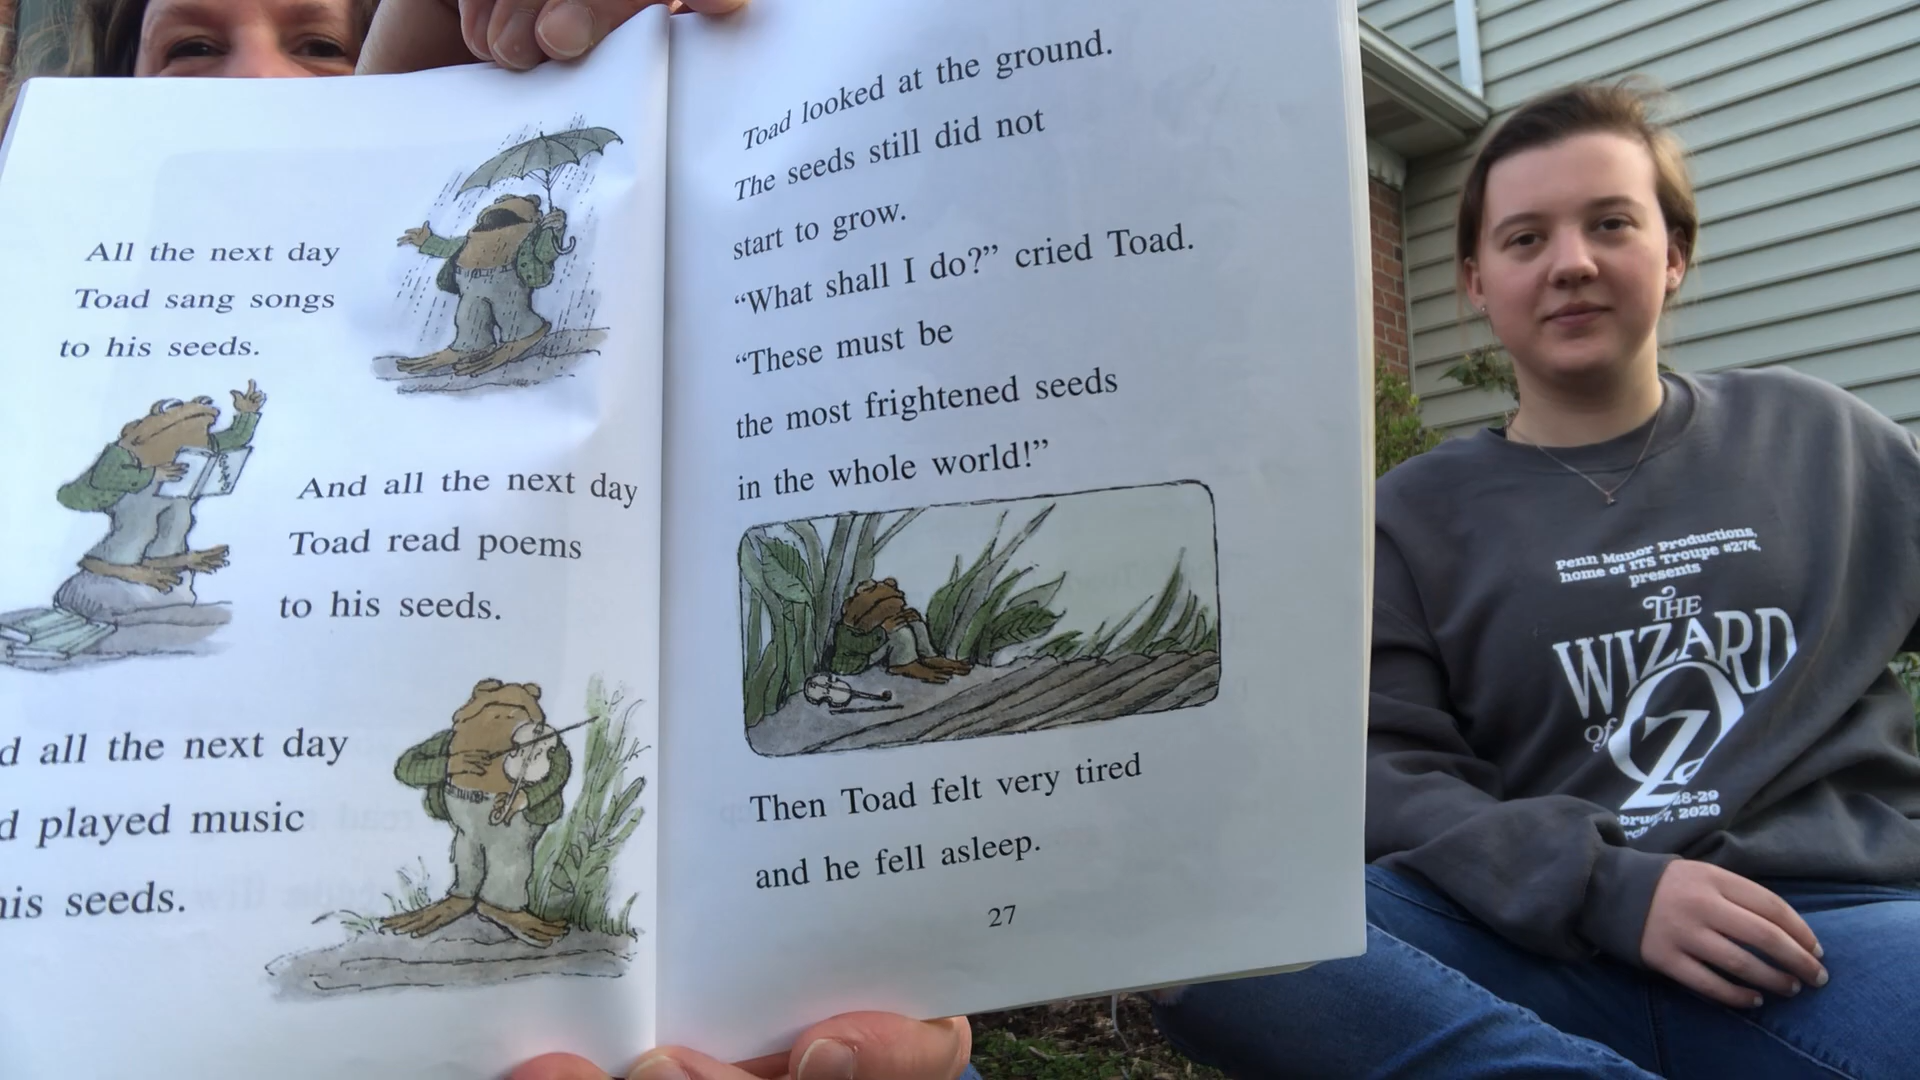 All the next day
Toad sang songs
to his seeds.
And all the next day
Toad read poems
to his seeds.
all the next day
played music
seeds.
Toad looked at the ground.
The seeds still did not
start to grow.
“What shall I do?” cried Toad.
“These must be
the most frightened seeds
in the whole world!”
Then Toad felt very tired
and he fell asleep.
27
Penn Manor Productions,
home of ITS Troupe #274,
presents
THE
WIZARD
of OZ
28-29
7, 2020